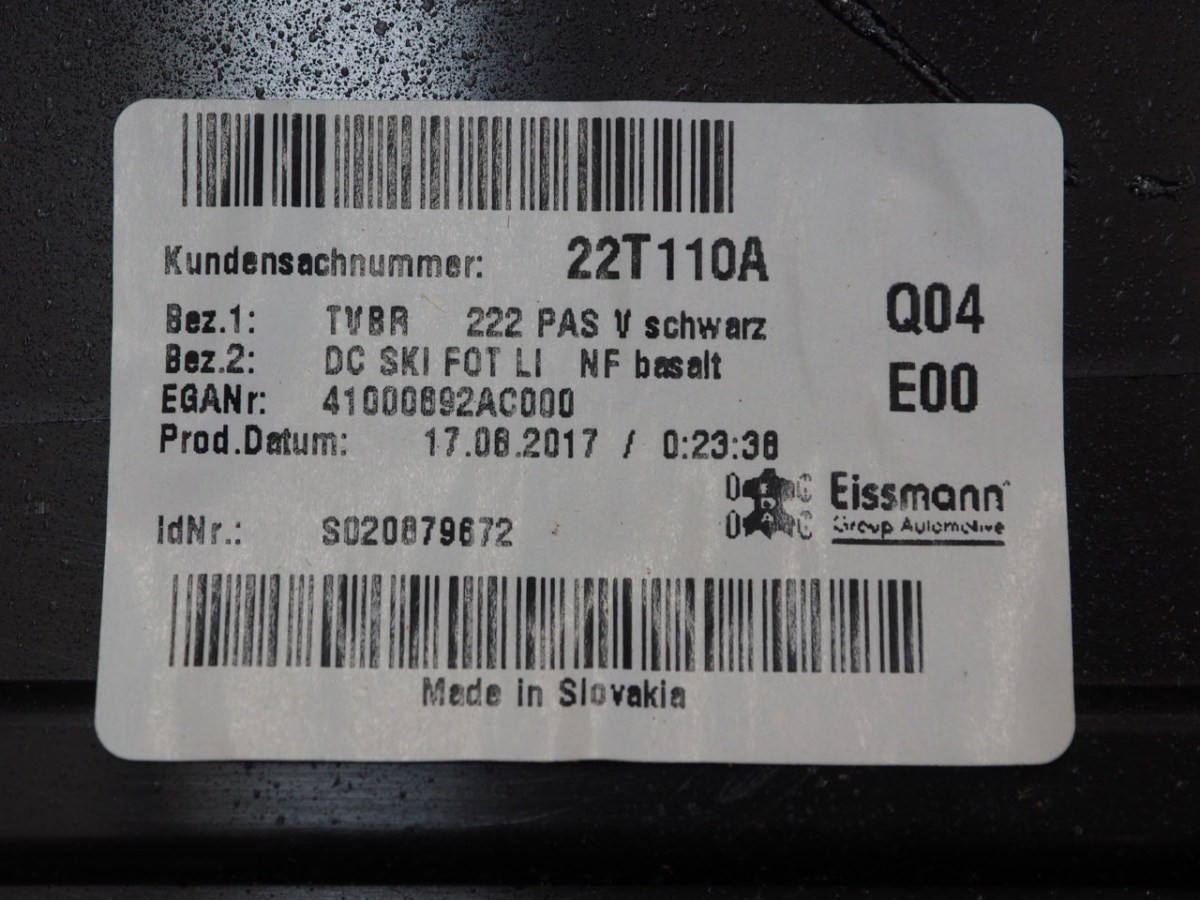 Kundensachnummer: 22T110A
Bez.1: TVBR 222 PAS V schwarz
Q04
Bez.2: DC SKI FOT LI NF basalt
E00
EGANr: 41000892AC000
Prod.Datum: 17.08.2017 / 0:23:38
Eissmann
Group Automotive
IdNr.: S020879672
Made in Slovakia